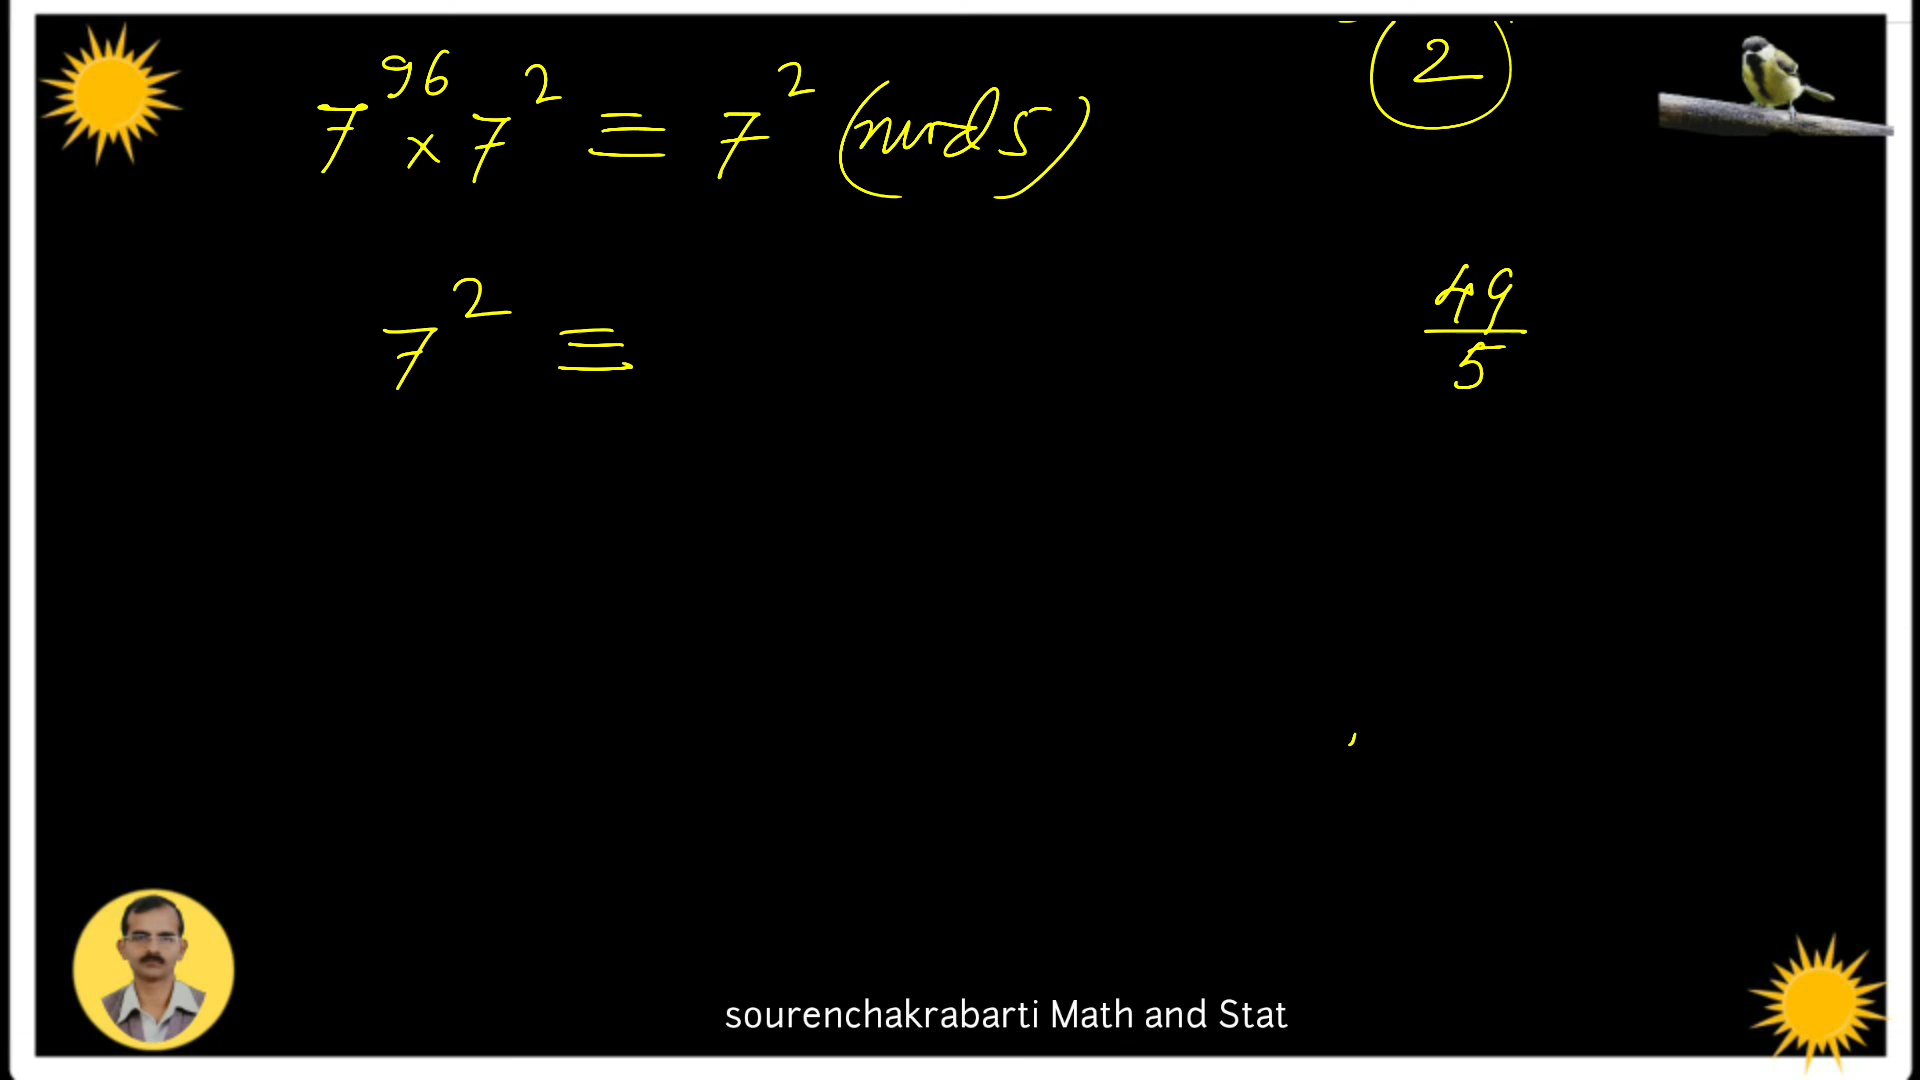 2
7^96 × 7^2 ≡ 7^2 (mod 5)
7^2 ≡
49/5
sourenchakrabarti Math and Stat